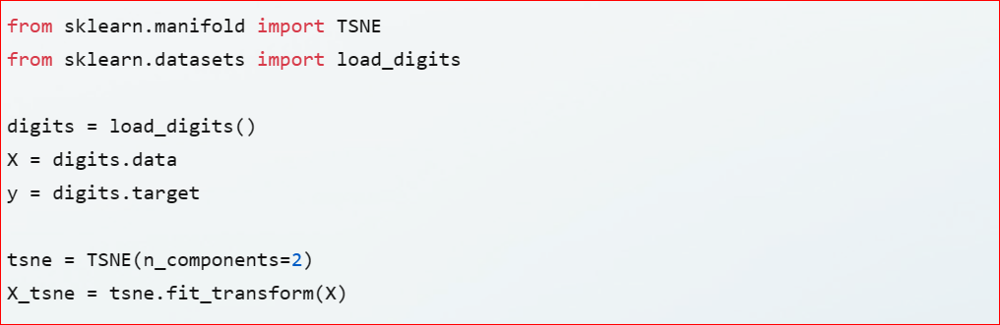 from sklearn.manifold import TSNE
from sklearn.datasets import load_digits
digits = load_digits()
X = digits.data
y = digits.target
tsne = TSNE(n_components=2)
X_tsne = tsne.fit_transform(X)